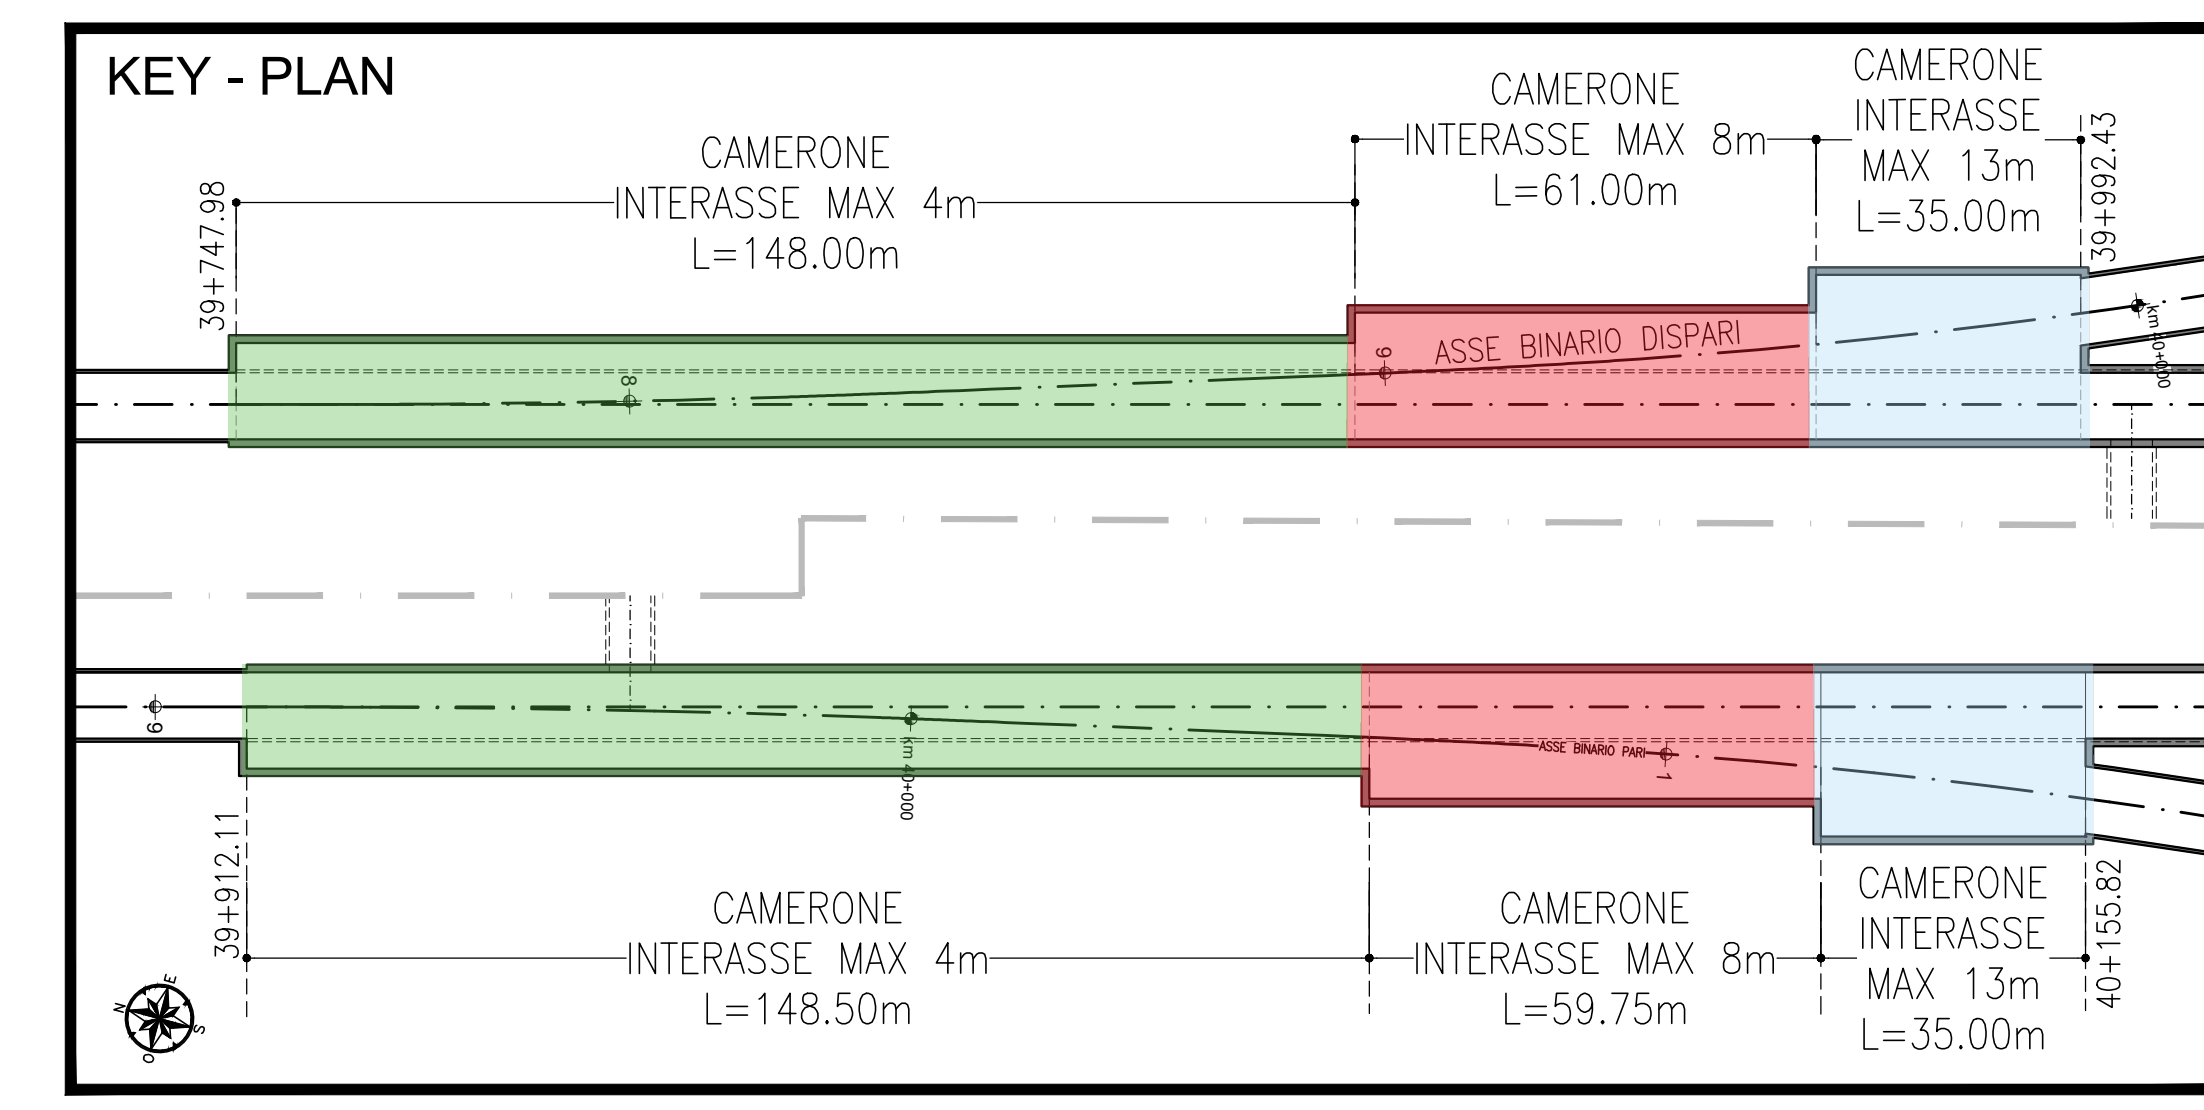 KEY - PLAN
CAMERONE
INTERASSE MAX 4m
L=148.00m
CAMERONE
INTERASSE MAX 8m
L=61.00m
CAMERONE
INTERASSE
MAX 13m
L=35.00m
39+747.98
39+992.43
8
9
ASSE BINARIO DISPARI
km 40+000
9
km 40+000
ASSE BINARIO PARI
1
39+912.11
40+155.82
CAMERONE
INTERASSE MAX 4m
L=148.50m
CAMERONE
INTERASSE MAX 8m
L=59.75m
CAMERONE
INTERASSE
MAX 13m
L=35.00m
N
E
S
O